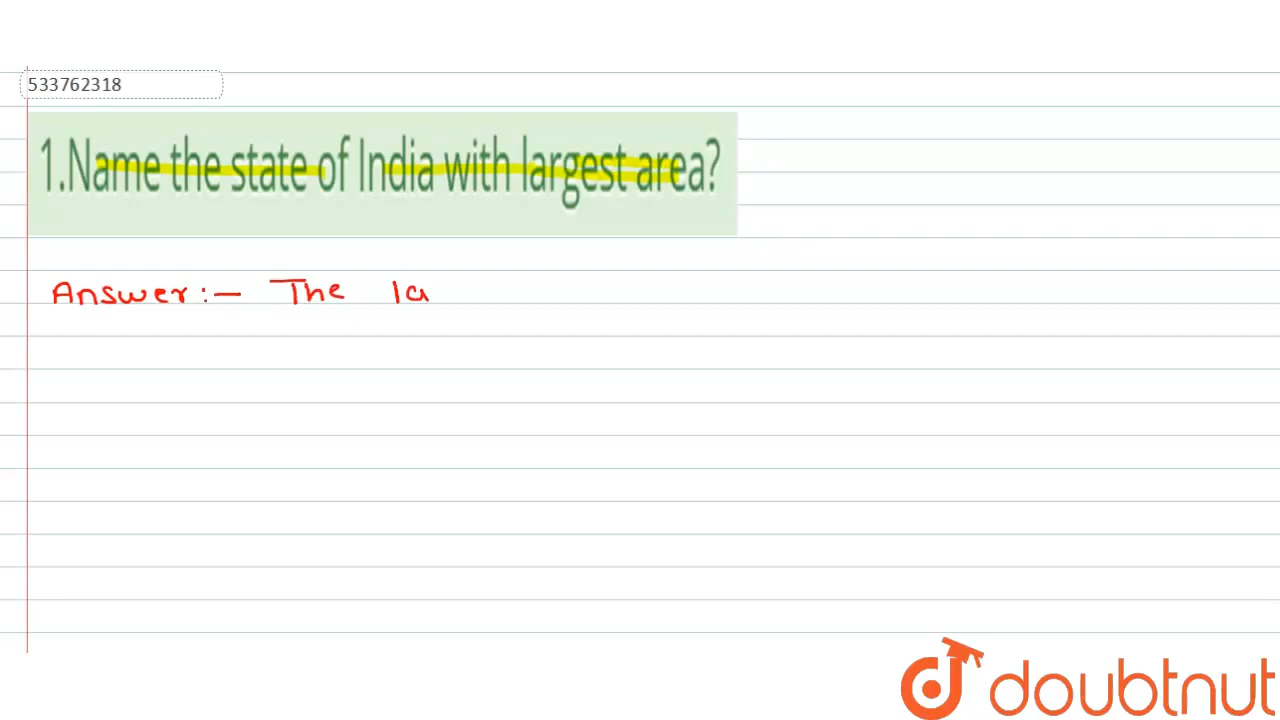 533762318
1.Name the state of India with largest area?
Answer :- The la
doubtnut